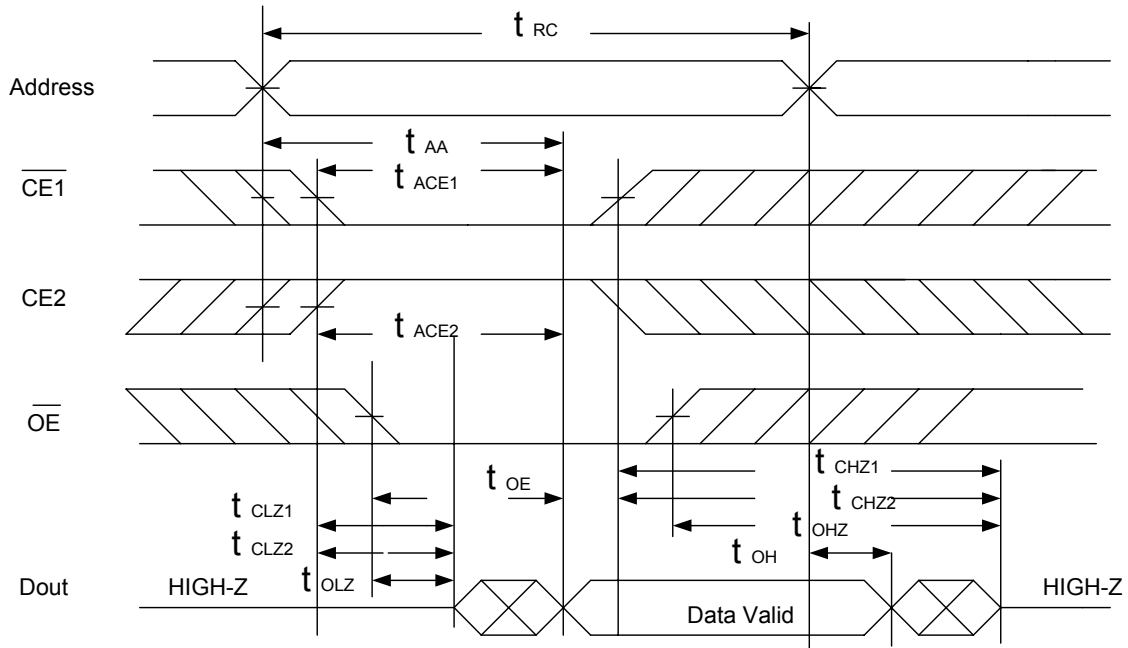 t RC
Address
t AA
CE1
t ACE1
CE2
t ACE2
OE
t CHZ1
t OE
t CLZ1
t CHZ2
t CLZ2
t OHZ
t OH
t OLZ
Dout
HIGH-Z
Data Valid
HIGH-Z